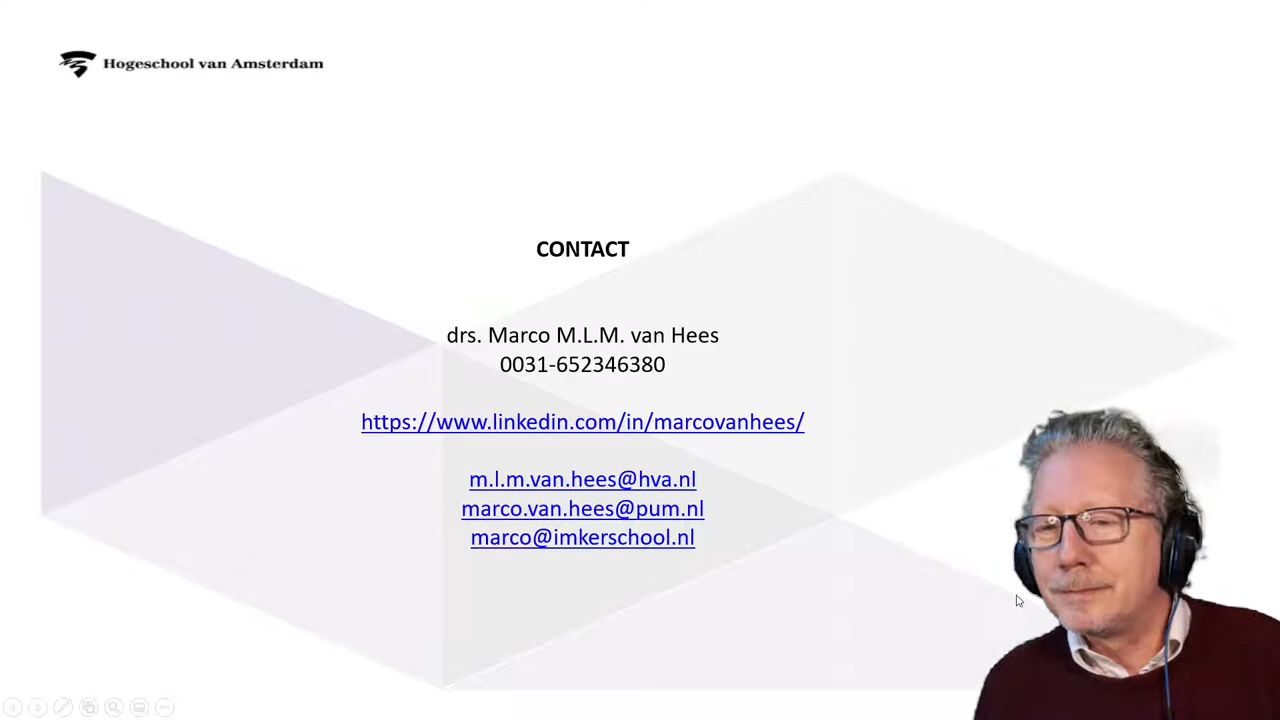 Hogeschool van Amsterdam
CONTACT
drs. Marco M.L.M. van Hees
0031-652346380
https://www.linkedin.com/in/marcovanhees/
m.l.m.van.hees@hva.nl
marco.van.hees@pum.nl
marco@imkerschool.nl